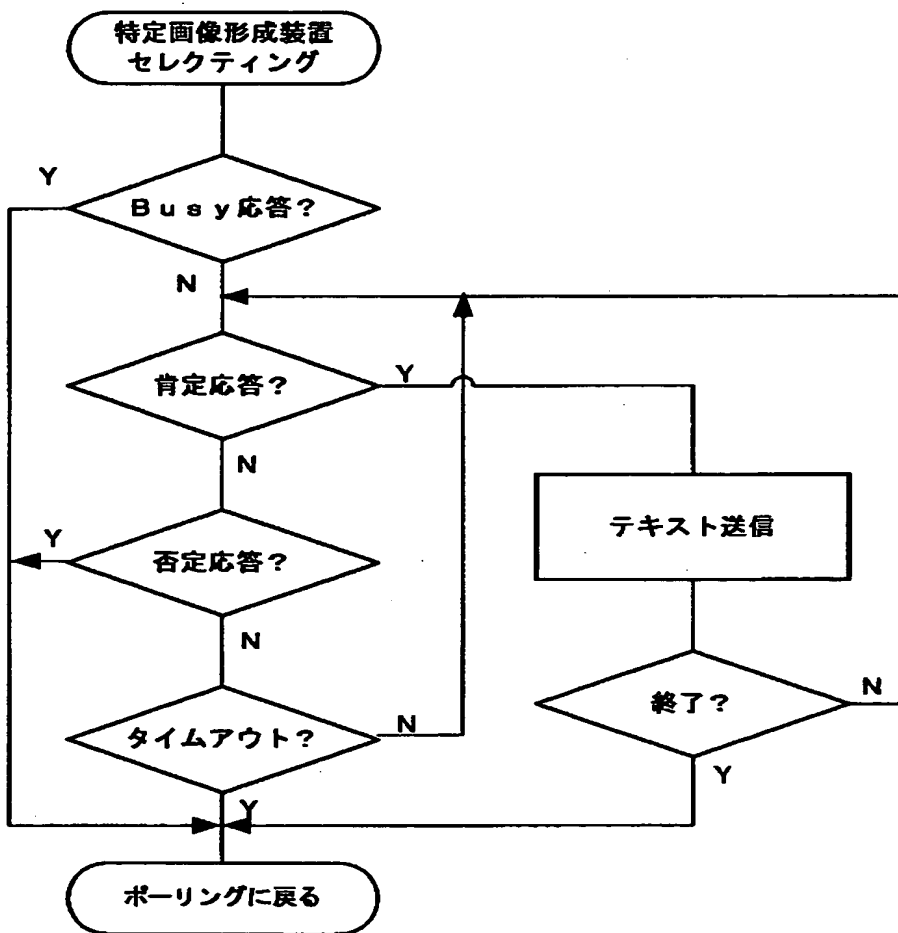 特定画像形成装置
セレクティング
Y
Busy応答?
N
肯定応答?
Y
N
テキスト送信
Y
否定応答?
N
終了?
N
タイムアウト?
N
Y
Y
ポーリングに戻る